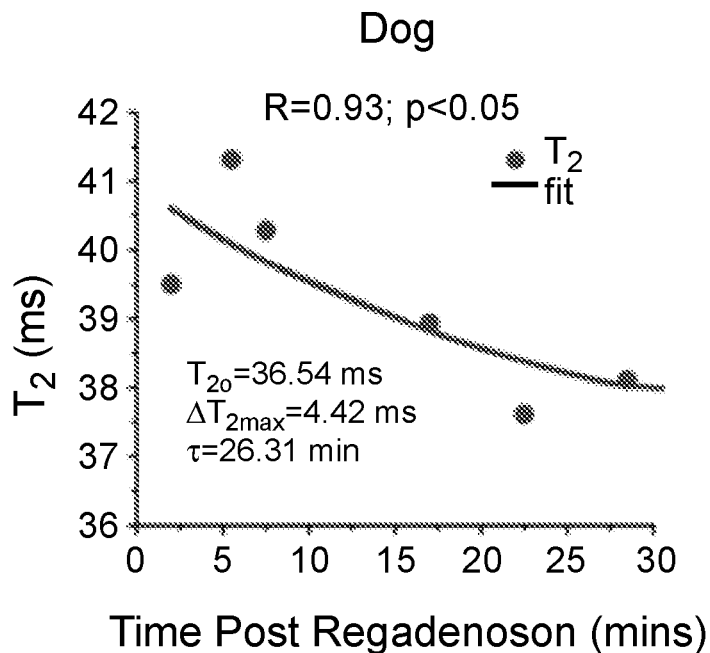 Dog
R=0.93; p<0.05
T2
fit
42
41
40
39
38
37
36
T2 (ms)
T2o=36.54 ms
ΔT2max=4.42 ms
τ=26.31 min
0 5 10 15 20 25 30
Time Post Regadenoson (mins)